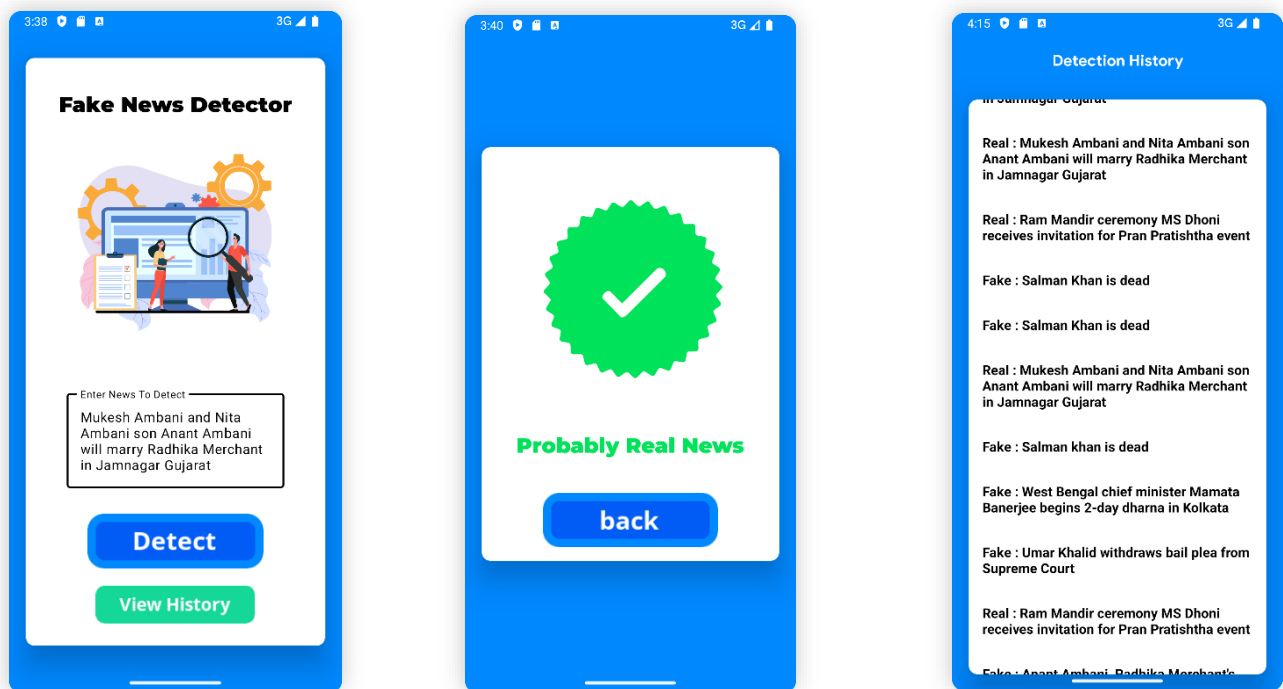 3:38
3G
Fake News Detector
Enter News To Detect
Mukesh Ambani and Nita
Ambani son Anant Ambani
will marry Radhika Merchant
in Jamnagar Gujarat
Detect
View History
3:40
3G
Probably Real News
back
4:15
3G
Detection History
in Jamnagar Gujarat
Real : Mukesh Ambani and Nita Ambani son
Anant Ambani will marry Radhika Merchant
in Jamnagar Gujarat
Real : Ram Mandir ceremony MS Dhoni
receives invitation for Pran Pratishtha event
Fake : Salman Khan is dead
Fake : Salman Khan is dead
Real : Mukesh Ambani and Nita Ambani son
Anant Ambani will marry Radhika Merchant
in Jamnagar Gujarat
Fake : Salman khan is dead
Fake : West Bengal chief minister Mamata
Banerjee begins 2-day dharna in Kolkata
Fake : Umar Khalid withdraws bail plea from
Supreme Court
Real : Ram Mandir ceremony MS Dhoni
receives invitation for Pran Pratishtha event
Fake : Anant Ambani, Radhika Merchant's